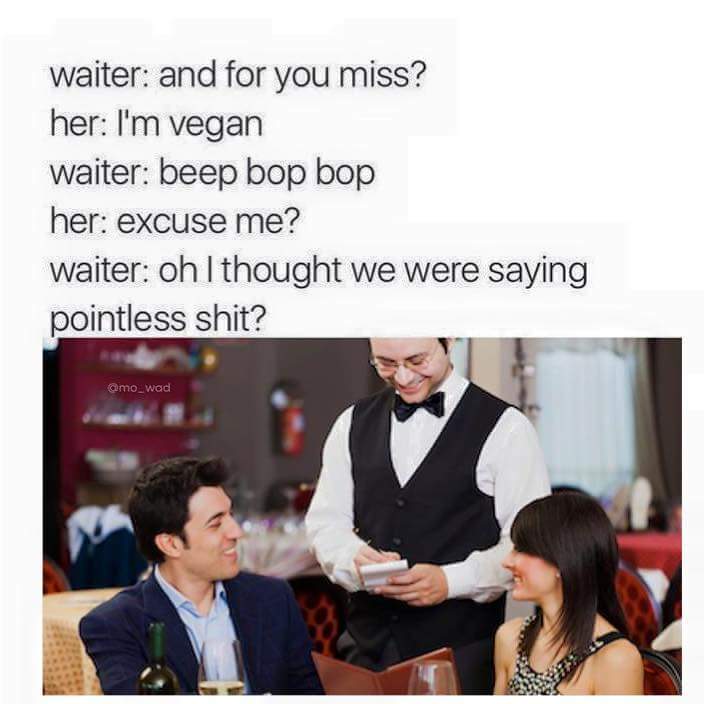 waiter: and for you miss?
her: I'm vegan
waiter: beep bop bop
her: excuse me?
waiter: oh I thought we were saying
pointless shit?
@mo_wad